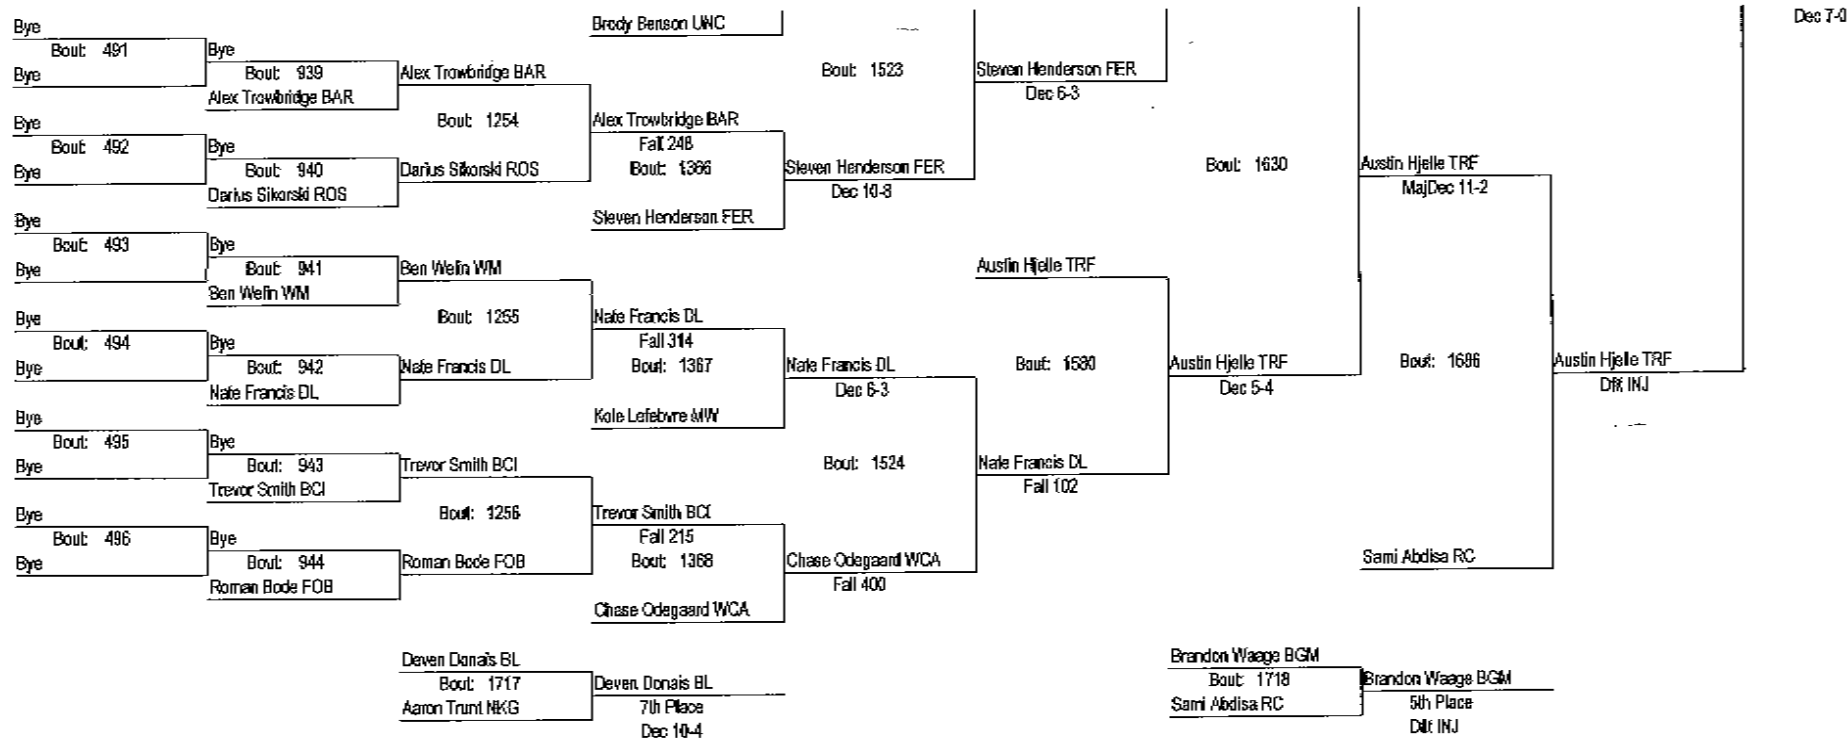 Bye
Bout: 491
Bye
Bye
Bout: 492
Bye
Bye
Bout: 493
Bye
Bye
Bout: 494
Bye
Bye
Bout: 495
Bye
Bye
Bout: 496
Bye
Bye
Bout: 939
Alex Trowbridge BAR
Bye
Bout: 940
Darius Sikorski ROS
Bye
Bout: 941
Ben Welin WM
Bye
Bout: 942
Nate Francis DL
Bye
Bout: 943
Trevor Smith BCI
Bye
Bout: 944
Roman Bode FOB
Alex Trowbridge BAR
Bout: 1254
Darius Sikorski ROS
Ben Welin WM
Bout: 1255
Nate Francis DL
Trevor Smith BCI
Bout: 1256
Roman Bode FOB
Deven Donais BL
Bout: 1717
Aaron Trunt NKG
Brody Benson UNC
Alex Trowbridge BAR
Fall 248
Bout: 1366
Steven Henderson FER
Nate Francis DL
Fall 314
Bout: 1367
Kole Lefebvre MW
Trevor Smith BCI
Fall 215
Bout: 1368
Chase Odegaard WCA
Deven Donais BL
7th Place
Dec 10-4
Bout: 1523
Steven Henderson FER
Dec 10-8
Nate Francis DL
Dec 6-3
Bout: 1524
Chase Odegaard WCA
Fall 400
Steven Henderson FER
Dec 6-3
Austin Hjelle TRF
Bout: 1580
Nate Francis DL
Fall 102
Bout: 1630
Austin Hjelle TRF
Dec 5-4
Brandon Waage BGM
Bout: 1718
Sami Abdisa RC
Austin Hjelle TRF
MajDec 11-2
Bout: 1686
Sami Abdisa RC
Brandon Waage BGM
5th Place
Dflt INJ
Austin Hjelle TRF
Dflt INJ
Dec 7-0